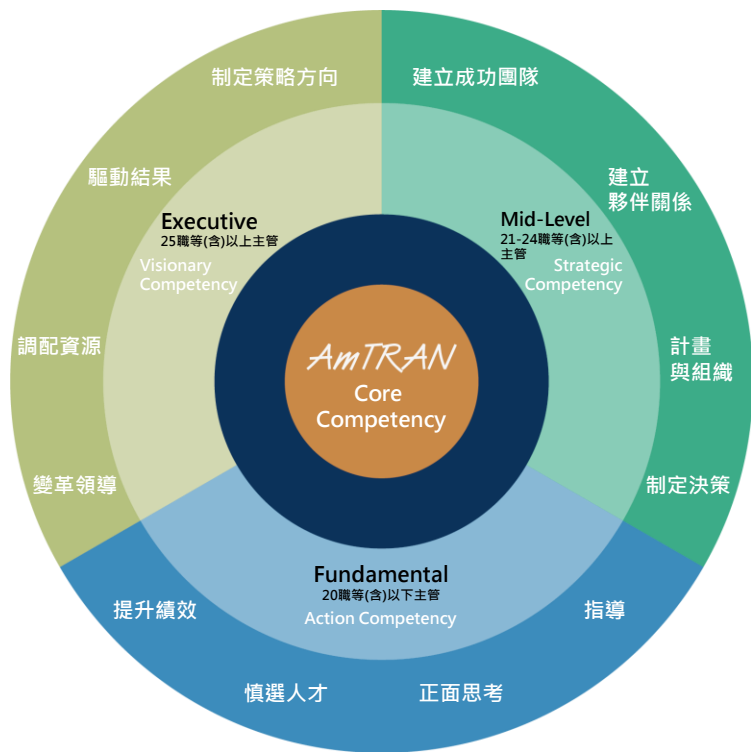 制定策略方向
建立成功團隊
驅動結果
建立
夥伴關係
Executive
25職等(含)以上主管
Visionary
Competency
Mid-Level
21-24職等(含)以上
主管
Strategic
Competency
調配資源
計畫
與組織
AmTRAN
Core
Competency
變革領導
制定決策
Fundamental
20職等(含)以下主管
Action Competency
提升績效
指導
慎選人才
正面思考